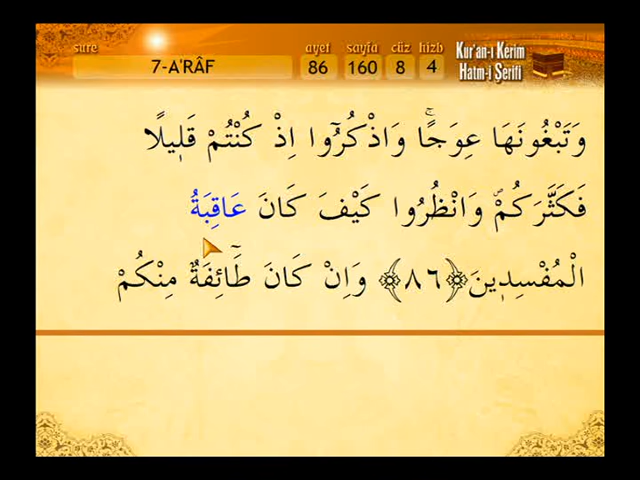 sure ayet sayfa cüz hizb
7-A'RÂF 86 160 8 4
Kur'an-ı Kerim
Hatm-i Şerifi
وَتَبْغُونَهَا عِوَجًاۚ وَاذْكُرُٓوا اِذْ كُنْتُمْ قَل۪يلًا
فَكَثَّرَكُمْۖ وَانْظُرُوا كَيْفَ كَانَ عَاقِبَةُ
الْمُفْسِد۪ينَ ﴿٨٦﴾ وَاِنْ كَانَ طَٓائِفَةٌ مِنْكُمْ